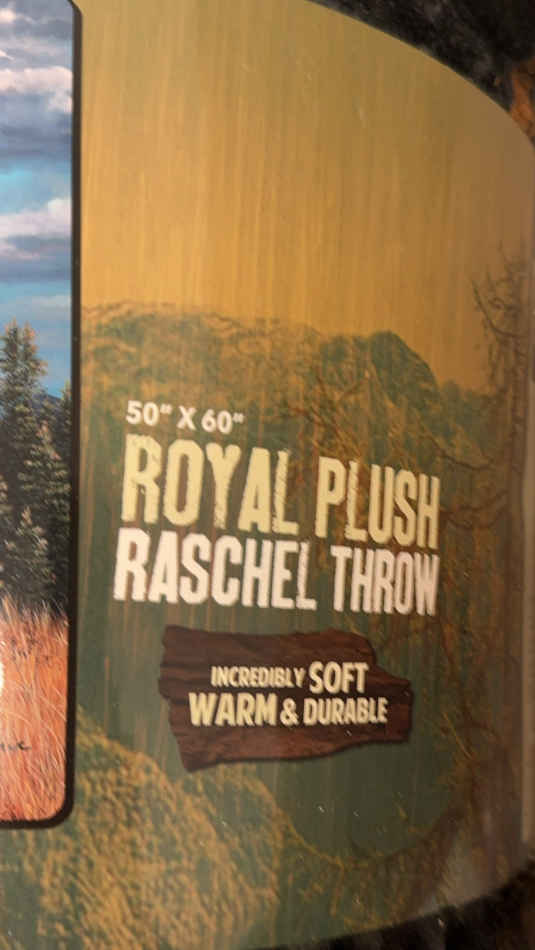 50" X 60"
ROYAL PLUSH
RASCHEL THROW
INCREDIBLY SOFT
WARM & DURABLE